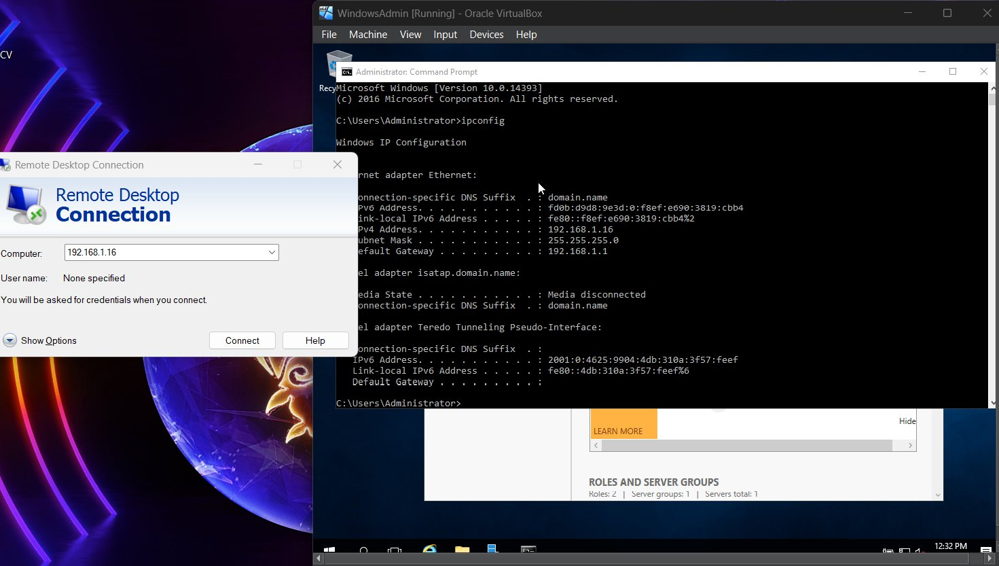 CV
WindowsAdmin [Running] - Oracle VirtualBox
File Machine View Input Devices Help
Recy
Administrator: Command Prompt
Microsoft Windows [Version 10.0.14393]
(c) 2016 Microsoft Corporation. All rights reserved.
C:\Users\Administrator>ipconfig
Windows IP Configuration
rnet adapter Ethernet:
onnection-specific DNS Suffix . : domain.name
Pv6 Address. . . . . . . . . . . : fd0b:d9d8:9e3d:0:f8ef:e690:3819:cbb4
ink-local IPv6 Address . . . . . : fe80::f8ef:e690:3819:cbb4%2
Pv4 Address. . . . . . . . . . . : 192.168.1.16
ubnet Mask . . . . . . . . . . . : 255.255.255.0
efault Gateway . . . . . . . . . : 192.168.1.1
el adapter isatap.domain.name:
edia State . . . . . . . . . . . : Media disconnected
onnection-specific DNS Suffix . : domain.name
el adapter Teredo Tunneling Pseudo-Interface:
onnection-specific DNS Suffix . :
IPv6 Address. . . . . . . . . . . : 2001:0:4625:9904:4db:310a:3f57:feef
Link-local IPv6 Address . . . . . : fe80::4db:310a:3f57:feef%6
Default Gateway . . . . . . . . . :
C:\Users\Administrator>
Remote Desktop Connection
Remote Desktop
Connection
Computer: 192.168.1.16
User name: None specified
You will be asked for credentials when you connect.
Show Options Connect Help
LEARN MORE
Hide
ROLES AND SERVER GROUPS
Roles: 2 | Server groups: 1 | Servers total: 1
12:32 PM